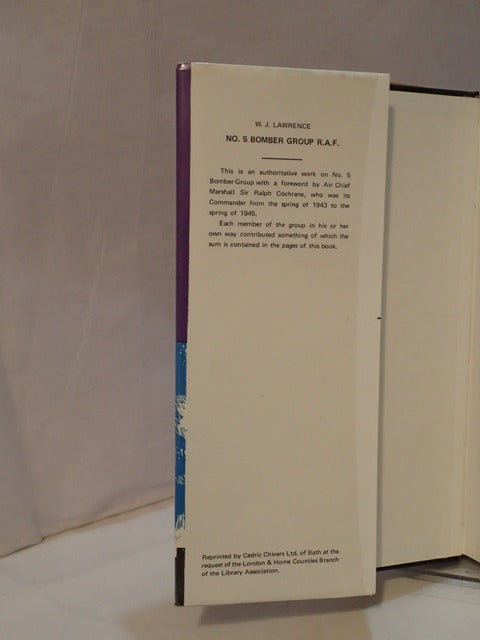 W. J. LAWRENCE
NO. 5 BOMBER GROUP R.A.F.
This is an authoritative work on No. 5
Bomber Group with a foreword by Air Chief
Marshall Sir Ralph Cochrane, who was its
Commander from the spring of 1943 to the
spring of 1945.
Each member of the group in his or her
own way contributed something of which the
sum is contained in the pages of this book.
Reprinted by Cedric Chivers Ltd. of Bath at the
request of the London & Home Counties Branch
of the Library Association.